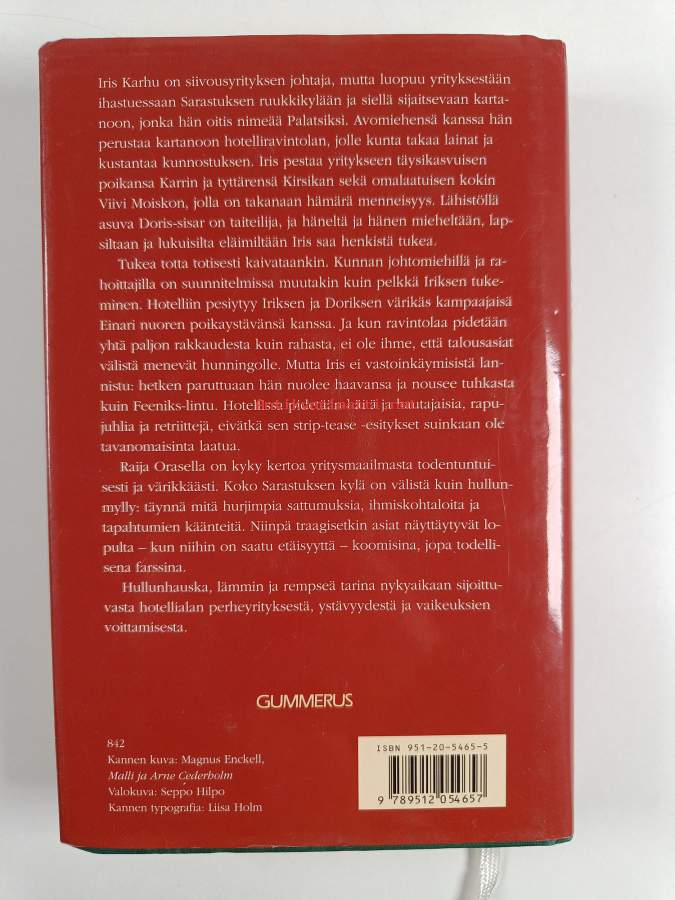 Iris Karhu on siivousyrityksen johtaja, mutta luopuu yrityksestään
ihastuessaan Sarastuksen ruukkikylään ja siellä sijaitsevaan karta-
noon, jonka hän oitis nimeää Palatsiksi. Avomiehensä kanssa hän
perustaa kartanoon hotelliravintolan, jolle kunta takaa lainat ja
kustantaa kunnostuksen. Iris pestaa yritykseen täysikasvuisen
poikansa Karrin ja tyttärensä Kirsikan sekä omalaatuisen kokin
Viivi Moiskon, jolla on takanaan hämärä menneisyys. Lähistöllä
asuva Doris-sisar on taiteilija, ja häneltä ja hänen mieheltään, lap-
siltaan ja lukuisilta eläimiltään Iris saa henkistä tukea.
Tukea totta totisesti kaivataankin. Kunnan johtomiehillä ja ra-
hoittajilla on suunnitelmissa muutakin kuin pelkkä Iriksen tuke-
minen. Hotelliin pesiytyy Iriksen ja Doriksen värikäs kampaajaisä
Einari nuoren poikaystävänsä kanssa. Ja kun ravintolaa pidetään
yhtä paljon rakkaudesta kuin rahasta, ei ole ihme, että talousasiat
välistä menevät hunningolle. Mutta Iris ei vastoinkäymisistä lan-
nistu: hetken paruttuaan hän nuolee haavansa ja nousee tuhkasta
kuin Feeniks-lintu. Hotellissa pidetään häitä ja hautajaisia, rapu-
juhlia ja retriittejä, eivätkä sen strip-tease -esitykset suinkaan ole
tavanomaisinta laatua.
Raija Orasella on kyky kertoa yritysmaailmasta todentuntui-
sesti ja värikkäästi. Koko Sarastuksen kylä on välistä kuin hullun-
mylly: täynnä mitä hurjimpia sattumuksia, ihmiskohtaloita ja
tapahtumien käänteitä. Niinpä traagisetkin asiat näyttäytyvät lo-
pulta – kun niihin on saatu etäisyyttä – koomisina, jopa todelli-
sena farssina.
Hullunhauska, lämmin ja rempseä tarina nykyaikaan sijoittu-
vasta hotellialan perheyrityksestä, ystävyydestä ja vaikeuksien
voittamisesta.
GUMMERUS
842
Kannen kuva: Magnus Enckell,
Malli ja Arne Cederholm
Valokuva: Seppo Hilpo
Kannen typografia: Liisa Holm
ISBN 951-20-5465-5
9 789512 054657